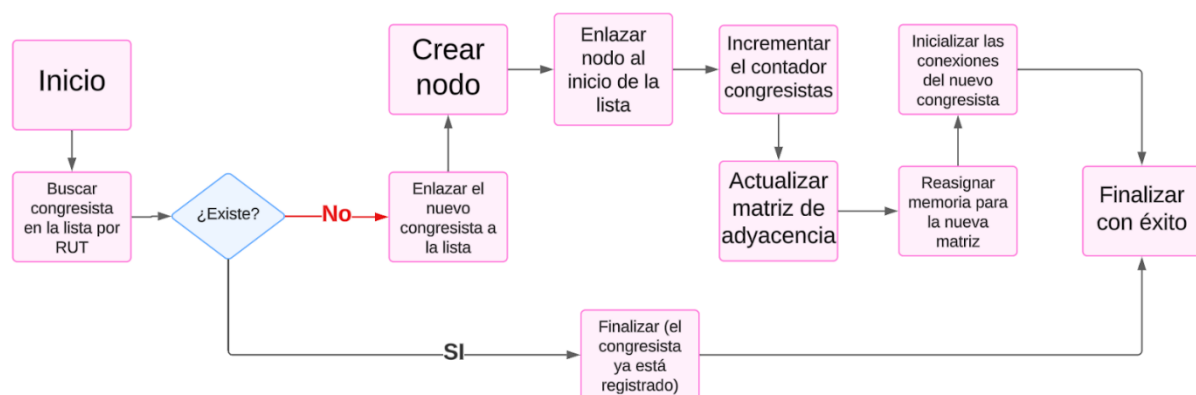 Inicio
Buscar
congresista
en la lista por
RUT
¿Existe?
No
Enlazar el
nuevo
congresista a
la lista
Crear
nodo
Enlazar
nodo al
inicio de la
lista
Incrementar
el contador
congresistas
Actualizar
matriz de
adyacencia
Reasignar
memoria para
la nueva
matriz
Inicializar las
conexiones
del nuevo
congresista
Finalizar
con éxito
SI
Finalizar (el
congresista
ya está
registrado)